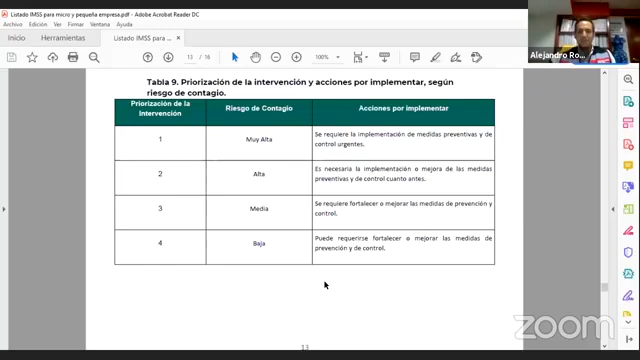 Listado IMSS para micro y pequeña empresa.pdf - Adobe Acrobat Reader DC
Archivo Edición Ver Firmar Ventana Ayuda
Inicio Herramientas Listado IMSS para ... ×
13 / 16 100%
Alejandro Ro...
Tabla 9. Priorización de la intervención y acciones por implementar, según
riesgo de contagio.
Priorización de la
Intervención
Riesgo de Contagio
Acciones por implementar
1
Muy Alta
Se requiere la implementación de medidas preventivas y de
control urgentes.
2
Alta
Es necesaria la implementación o mejora de las medidas
preventivas y de control cuanto antes.
3
Media
Se requiere fortalecer o mejorar las medidas de prevención y
control.
4
Baja
Puede requerirse fortalecer o mejorar las medidas de
prevención y de control.
13
zoom